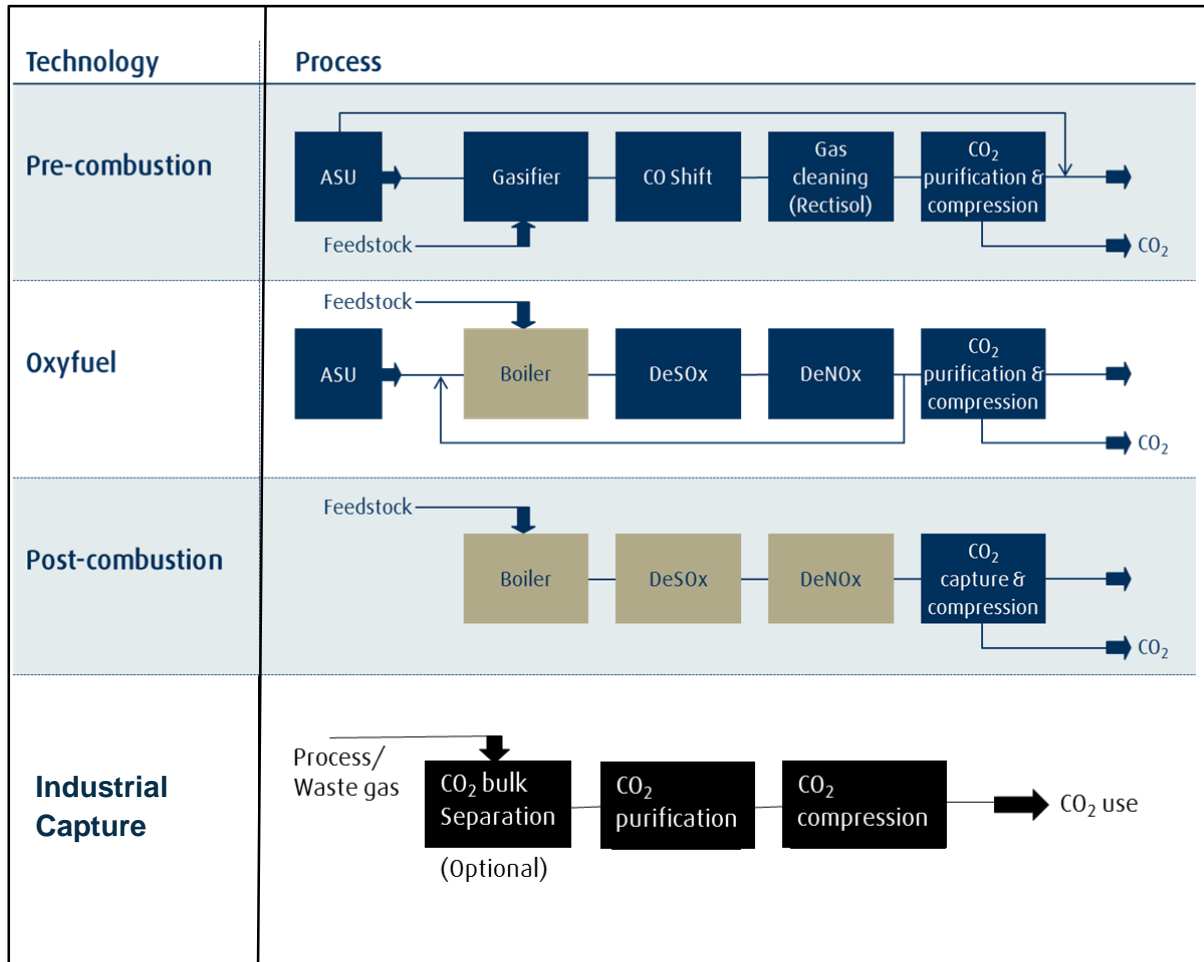 Technology
Process
Pre-combustion
ASU
Gasifier
CO Shift
Gas
cleaning
(Rectisol)
CO₂
purification &
compression
Feedstock
CO₂
Oxyfuel
Feedstock
ASU
Boiler
DeSOx
DeNOx
CO₂
purification &
compression
CO₂
Post-combustion
Feedstock
Boiler
DeSOx
DeNOx
CO₂
capture &
compression
CO₂
Industrial
Capture
Process/
Waste gas
CO₂ bulk
Separation
(Optional)
CO₂
purification
CO₂
compression
CO₂ use